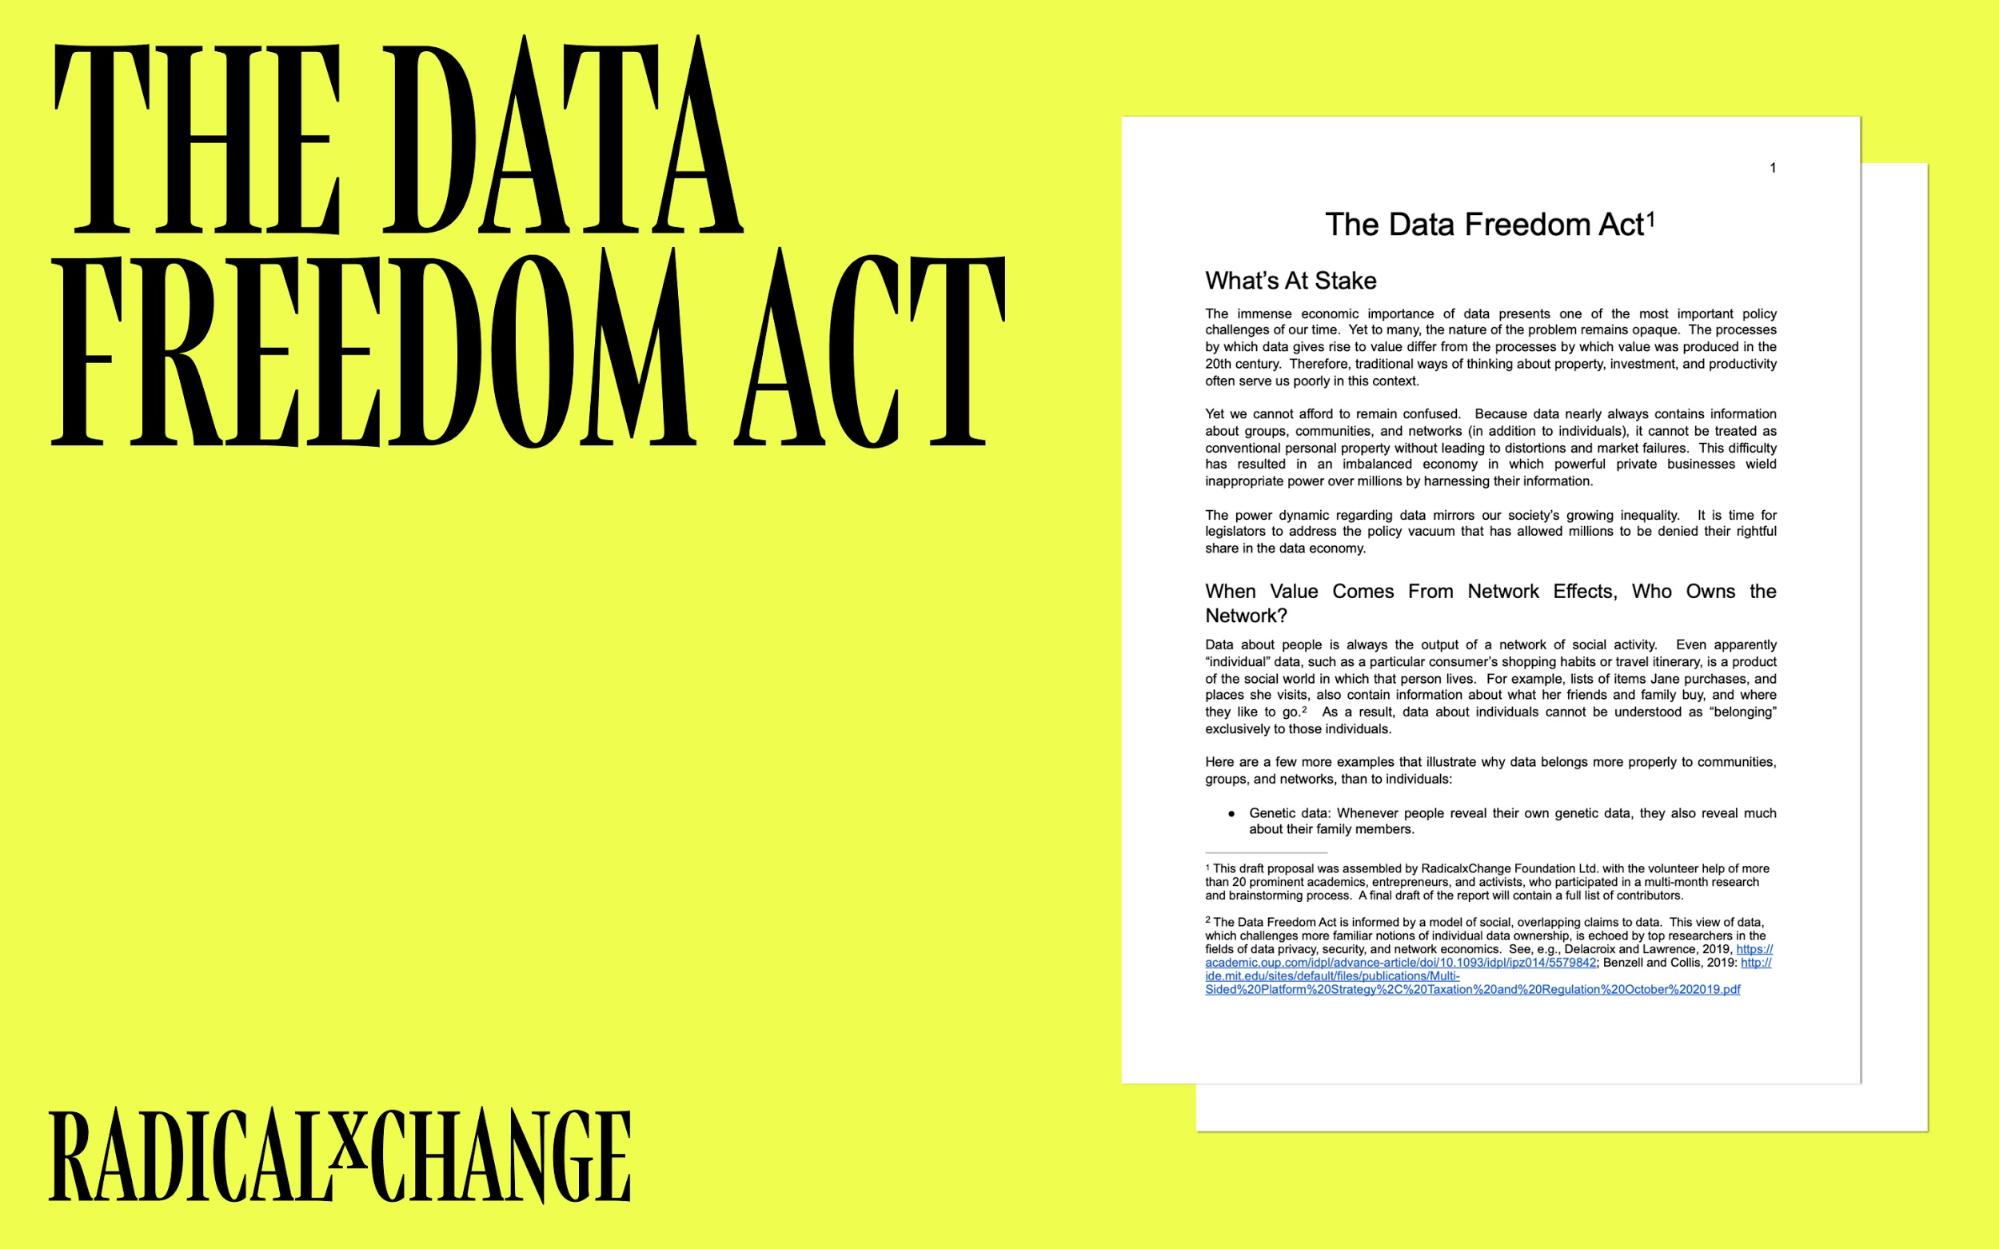 THE DATA
FREEDOM ACT
RADICALXCHANGE
1
The Data Freedom Act¹
What's At Stake
The immense economic importance of data presents one of the most important policy
challenges of our time. Yet to many, the nature of the problem remains opaque. The processes
by which data gives rise to value differ from the processes by which value was produced in the
20th century. Therefore, traditional ways of thinking about property, investment, and productivity
often serve us poorly in this context.
Yet we cannot afford to remain confused. Because data nearly always contains information
about groups, communities, and networks (in addition to individuals), it cannot be treated as
conventional personal property without leading to distortions and market failures. This difficulty
has resulted in an imbalanced economy in which powerful private businesses wield
inappropriate power over millions by harnessing their information.
The power dynamic regarding data mirrors our society's growing inequality. It is time for
legislators to address the policy vacuum that has allowed millions to be denied their rightful
share in the data economy.
When Value Comes From Network Effects, Who Owns the
Network?
Data about people is always the output of a network of social activity. Even apparently
“individual” data, such as a particular consumer's shopping habits or travel itinerary, is a product
of the social world in which that person lives. For example, lists of items Jane purchases, and
places she visits, also contain information about what her friends and family buy, and where
they like to go.² As a result, data about individuals cannot be understood as “belonging”
exclusively to those individuals.
Here are a few more examples that illustrate why data belongs more properly to communities,
groups, and networks, than to individuals:
● Genetic data: Whenever people reveal their own genetic data, they also reveal much
about their family members.
¹ This draft proposal was assembled by RadicalxChange Foundation Ltd. with the volunteer help of more
than 20 prominent academics, entrepreneurs, and activists, who participated in a multi-month research
and brainstorming process. A final draft of the report will contain a full list of contributors.
² The Data Freedom Act is informed by a model of social, overlapping claims to data. This view of data,
which challenges more familiar notions of individual data ownership, is echoed by top researchers in the
fields of data privacy, security, and network economics. See, e.g., Delacroix and Lawrence, 2019, https://
academic.oup.com/idpl/advance-article/doi/10.1093/idpl/ipz014/5579842; Benzell and Collis, 2019: http://
ide.mit.edu/sites/default/files/publications/Multi-
Sided%20Platform%20Strategy%2C%20Taxation%20and%20Regulation%20October%202019.pdf